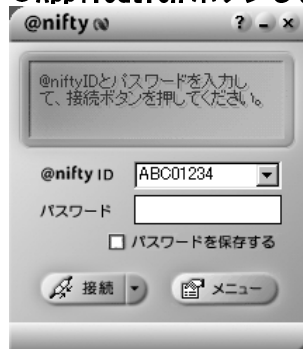 @nifty
? - x
@niftyIDとパスワードを入力し
て、接続ボタンを押してください。
@nifty ID ABC01234
パスワード
パスワードを保存する
接続 メニュー